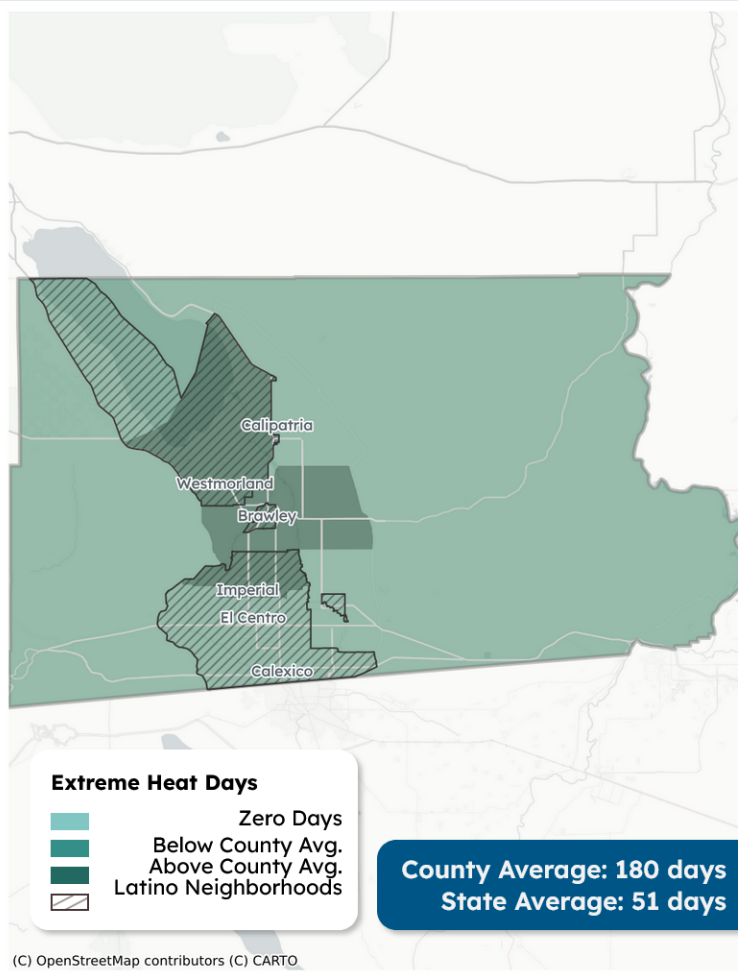 Calipatria
Westmorland
Brawley
Imperial
El Centro
Calexico
Extreme Heat Days
Zero Days
Below County Avg.
Above County Avg.
Latino Neighborhoods
County Average: 180 days
State Average: 51 days
(C) OpenStreetMap contributors (C) CARTO